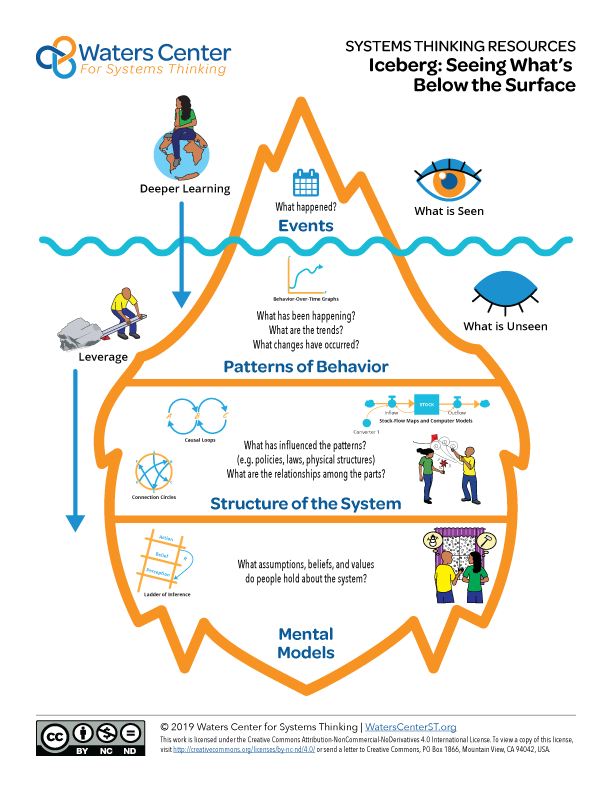 Waters Center
For Systems Thinking
SYSTEMS THINKING RESOURCES
Iceberg: Seeing What's
Below the Surface
Deeper Learning
What happened?
Events
What is Seen
Behavior-Over-Time Graphs
What has been happening?
What are the trends?
What changes have occurred?
Patterns of Behavior
What is Unseen
Leverage
Causal Loops
STOCK
Inflow
Outflow
Stock-Flow Maps and Computer Models
Converter 1
What has influenced the patterns?
(e.g. policies, laws, physical structures)
What are the relationships among the parts?
Connection Circles
Structure of the System
Action
Belief
Perception
R
Ladder of Inference
What assumptions, beliefs, and values
do people hold about the system?
Mental
Models
cc
BY NC ND
© 2019 Waters Center for Systems Thinking | WatersCenterST.org
This work is licensed under the Creative Commons Attribution-NonCommercial-NoDerivatives 4.0 International License. To view a copy of this license,
visit http://creativecommons.org/licenses/by-nc-nd/4.0/ or send a letter to Creative Commons, PO Box 1866, Mountain View, CA 94042, USA.